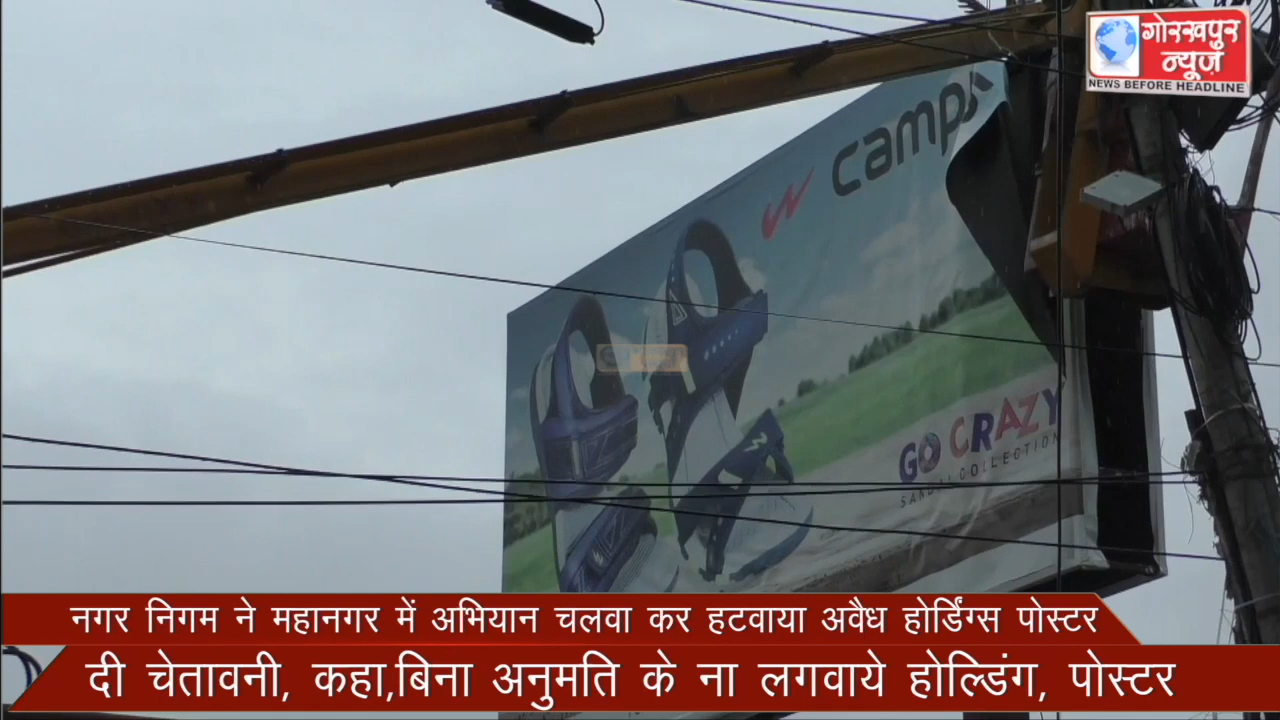 गोरखपुर
न्यूज़
NEWS BEFORE HEADLINE
campus
GO CRAZY
SANDAL COLLECTION
नगर निगम ने महानगर में अभियान चलवा कर हटवाया अवैध होर्डिंग्स पोस्टर
दी चेतावनी, कहा,बिना अनुमति के ना लगवाये होल्डिंग, पोस्टर